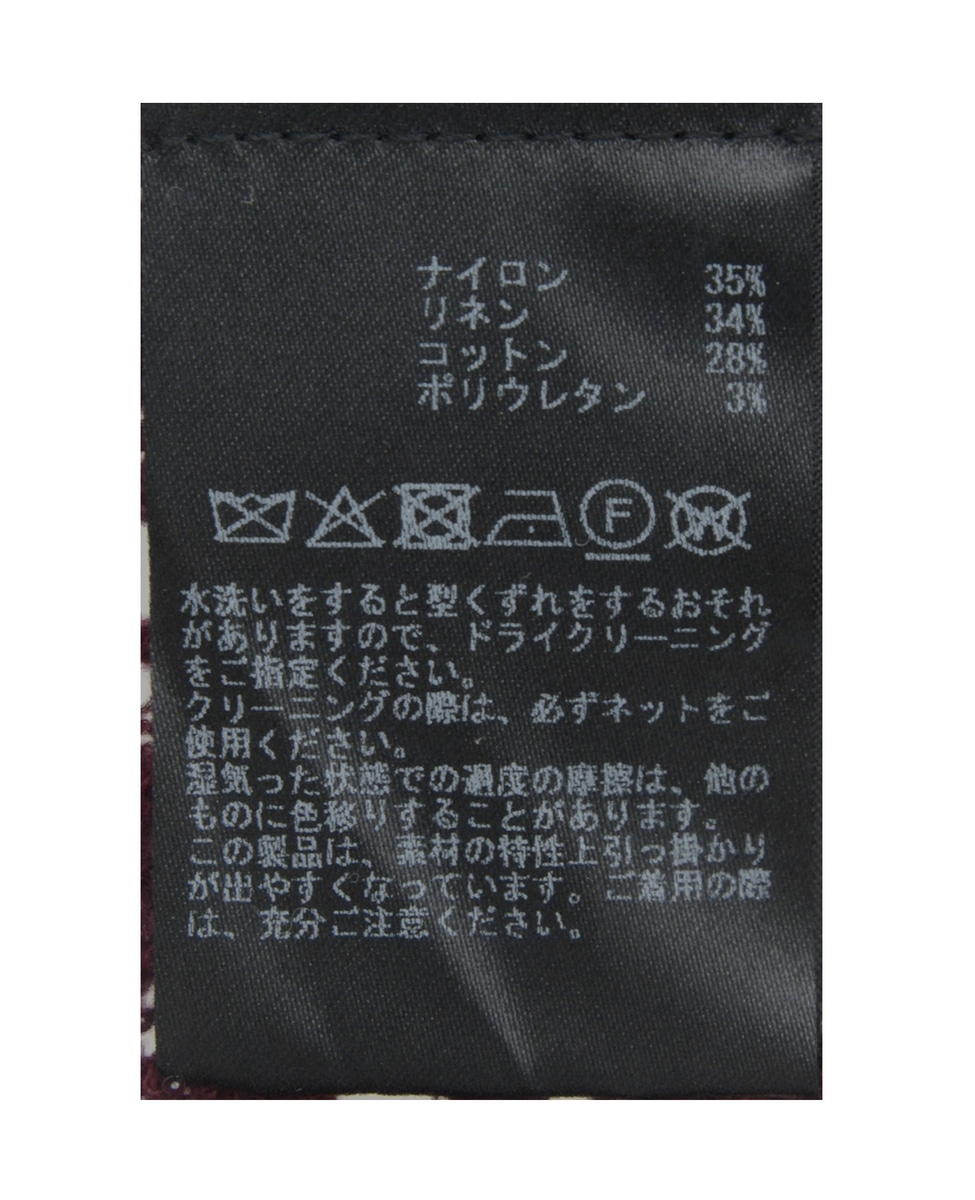 ナイロン 35%
リネン 34%
コットン 28%
ポリウレタン 3%
F W
水洗いをすると型くずれをするおそれ
がありますので、ドライクリーニング
をご指定ください。
クリーニングの際は、必ずネットをご
使用ください。
湿気った状態での過度の摩擦は、他の
ものに色移りすることがあります。
この製品は、素材の特性上引っ掛かり
が出やすくなっています。ご着用の際
は、充分ご注意ください。